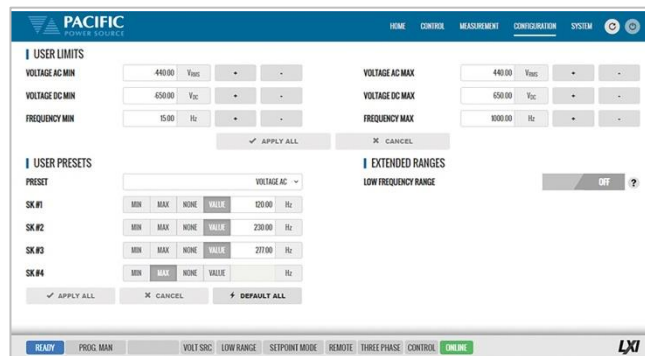 PACIFIC
POWER SOURCE
HOME CONTROL MEASUREMENT CONFIGURATION SYSTEM
USER LIMITS
VOLTAGE AC MIN 440.00 VRMS + - VOLTAGE AC MAX 440.00 VRMS + -
VOLTAGE DC MIN -650.00 VDC + - VOLTAGE DC MAX 650.00 VDC + -
FREQUENCY MIN 15.00 Hz + - FREQUENCY MAX 1000.00 Hz + -
✓ APPLY ALL X CANCEL
USER PRESETS EXTENDED RANGES
PRESET VOLTAGE AC LOW FREQUENCY RANGE OFF ?
SK #1 MIN MAX NONE VALUE 120.00 Hz
SK #2 MIN MAX NONE VALUE 230.00 Hz
SK #3 MIN MAX NONE VALUE 277.00 Hz
SK #4 MIN MAX NONE VALUE Hz
✓ APPLY ALL X CANCEL DEFAULT ALL
READY PROG. MAN VOLT SRC LOW RANGE SETPOINT MODE REMOTE THREE PHASE CONTROL ONLINE LXI